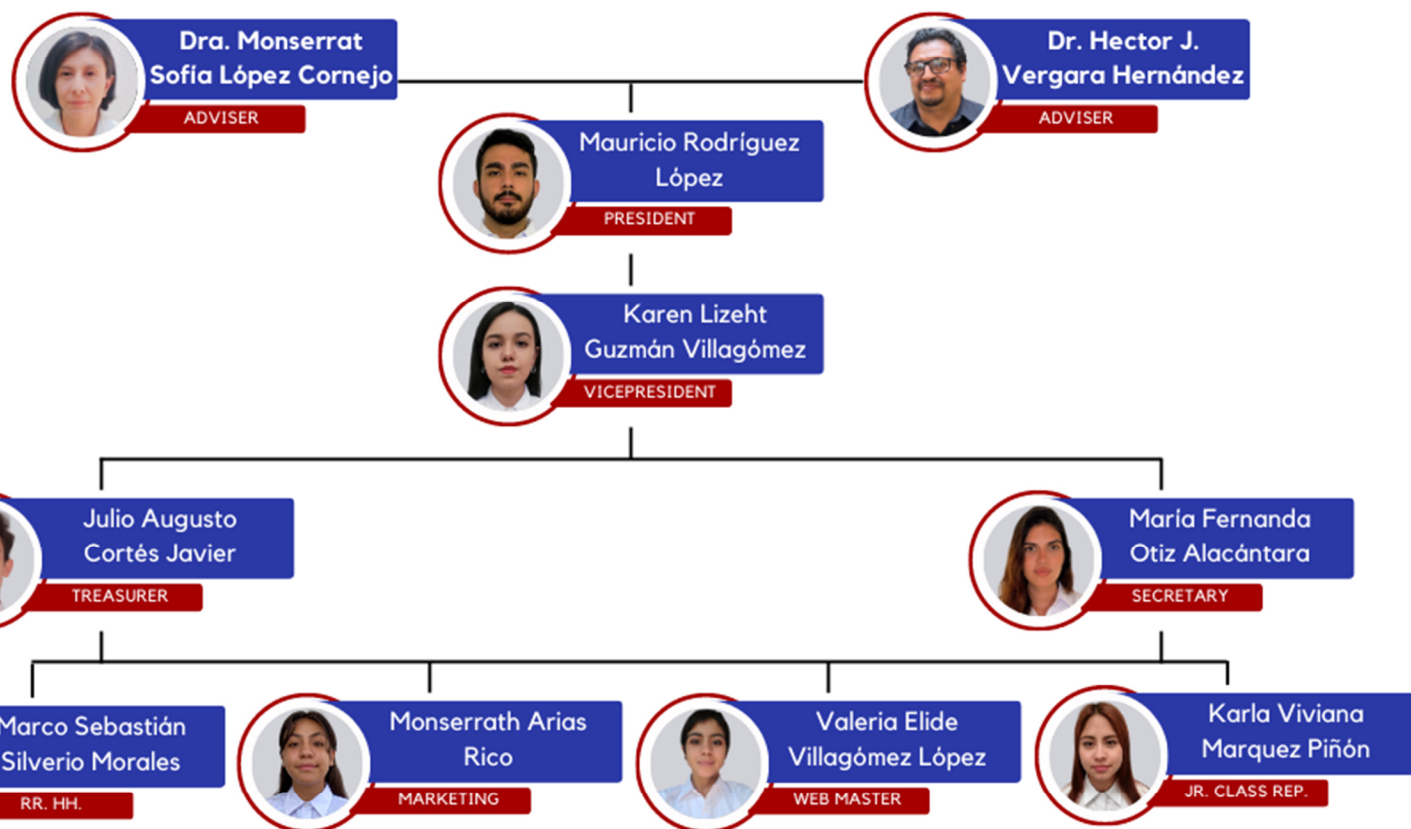 Dra. Monserrat
Sofía López Cornejo
ADVISER
Dr. Hector J.
Vergara Hernández
ADVISER
Mauricio Rodríguez
López
PRESIDENT
Karen Lizeht
Guzmán Villagómez
VICEPRESIDENT
Julio Augusto
Cortés Javier
TREASURER
María Fernanda
Otiz Alacántara
SECRETARY
Marco Sebastián
Silverio Morales
RR. HH.
Monserrath Arias
Rico
MARKETING
Valeria Elide
Villagómez López
WEB MASTER
Karla Viviana
Marquez Piñón
JR. CLASS REP.